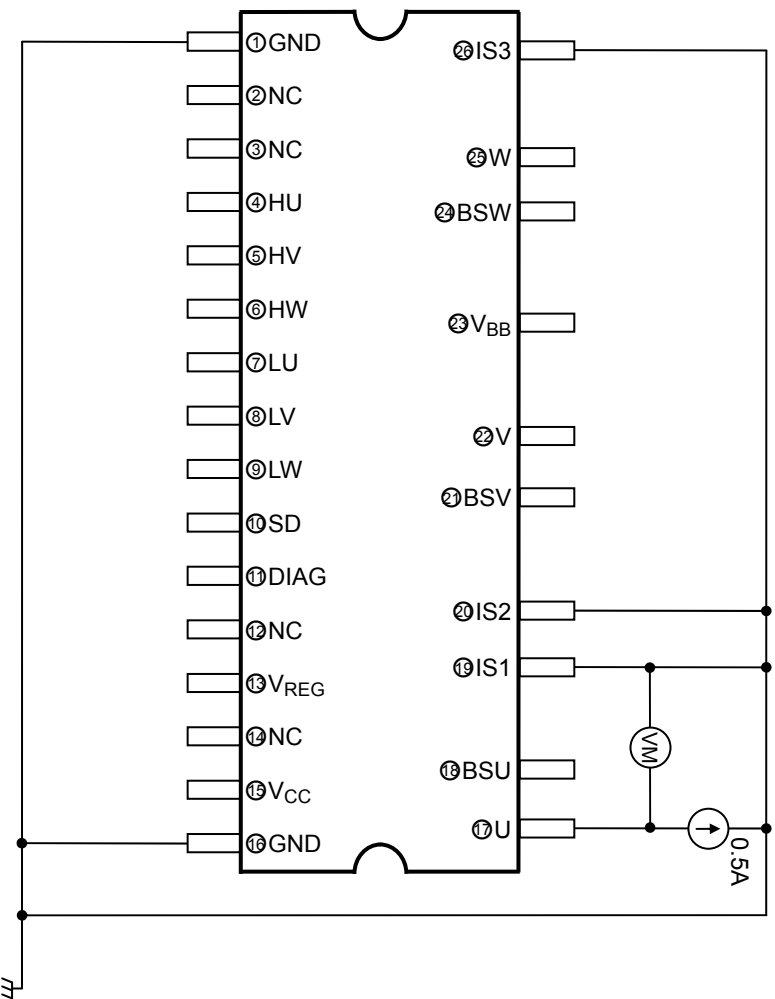 ①GND
②NC
③NC
④HU
⑤HV
⑥HW
⑦LU
⑧LV
⑨LW
⑩SD
⑪DIAG
⑫NC
⑬VREG
⑭NC
⑮VCC
⑯GND
㉖IS3
㉕W
㉔BSW
㉓VBB
㉒V
㉑BSV
⑳IS2
⑲IS1
⑱BSU
⑰U
VM
0.5A